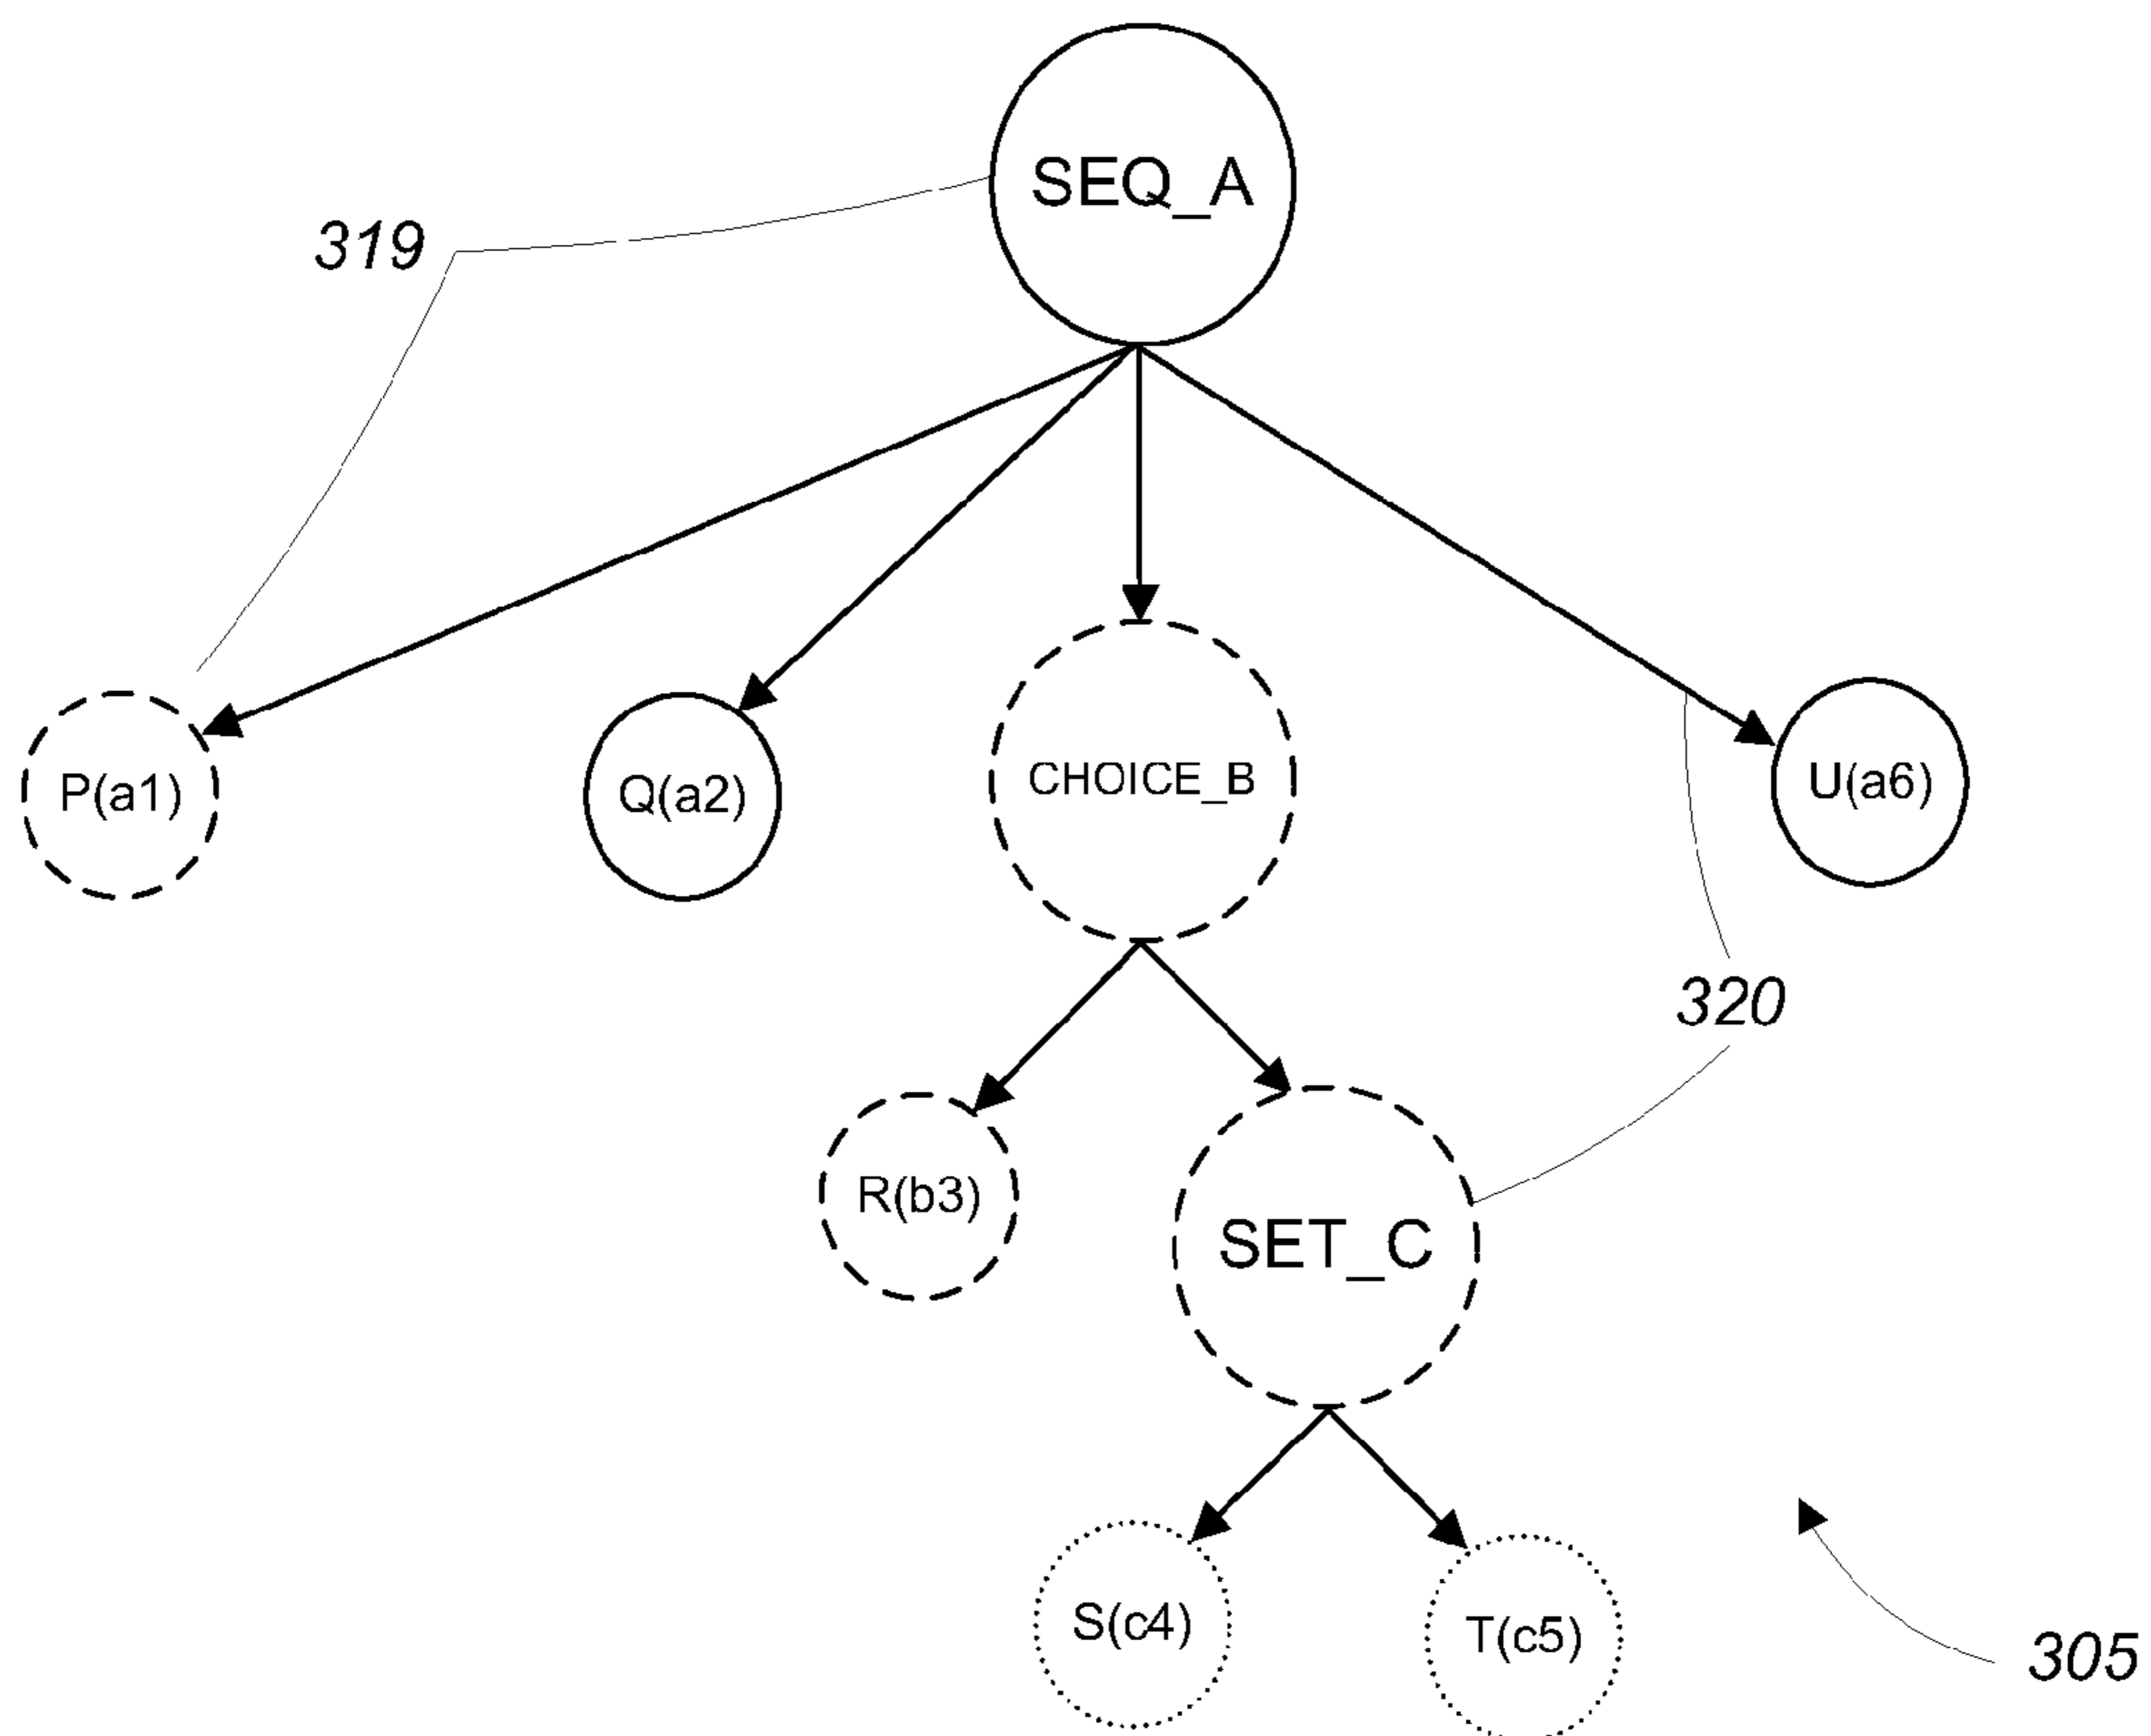 SEQ_A
319
P(a1)
Q(a2)
CHOICE_B
U(a6)
320
R(b3)
SET_C
S(c4)
T(c5)
305